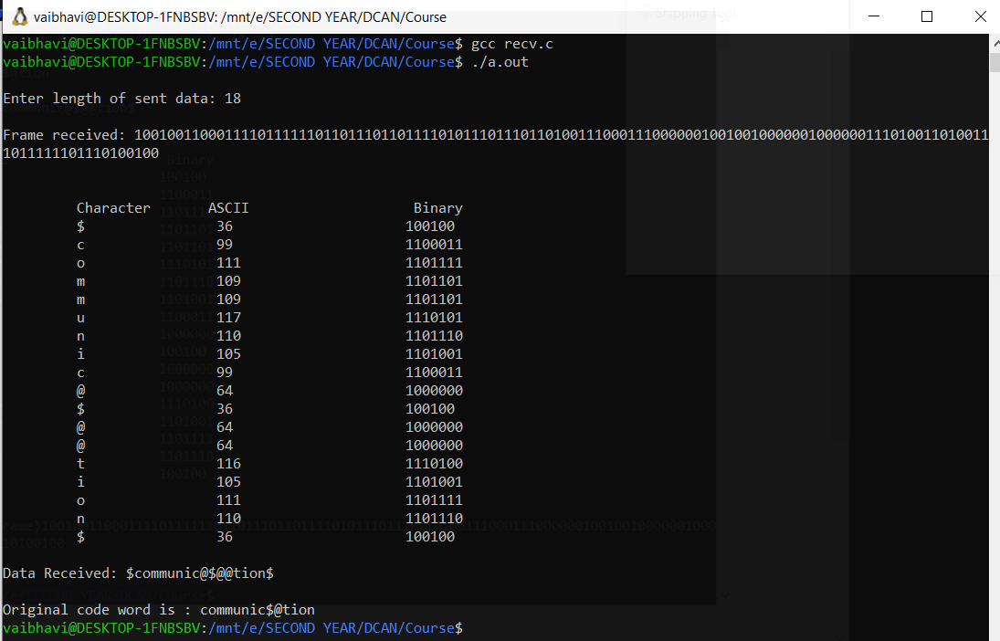 vaibhavi@DESKTOP-1FNBSBV: /mnt/e/SECOND YEAR/DCAN/Course
vaibhavi@DESKTOP-1FNBSBV:/mnt/e/SECOND YEAR/DCAN/Course$ gcc recv.c
vaibhavi@DESKTOP-1FNBSBV:/mnt/e/SECOND YEAR/DCAN/Course$ ./a.out
Enter length of sent data: 18
Frame received: 10010011000111101111110110111011011110101110111011010011100011100000010010010000001000000111010011010011
1011111101110100100
Character ASCII Binary
$ 36 100100
c 99 1100011
o 111 1101111
m 109 1101101
m 109 1101101
u 117 1110101
n 110 1101110
i 105 1101001
c 99 1100011
@ 64 1000000
$ 36 100100
@ 64 1000000
@ 64 1000000
t 116 1110100
i 105 1101001
o 111 1101111
n 110 1101110
$ 36 100100
Data Received: $communic@$@@tion$
Original code word is : communic$@tion
vaibhavi@DESKTOP-1FNBSBV:/mnt/e/SECOND YEAR/DCAN/Course$